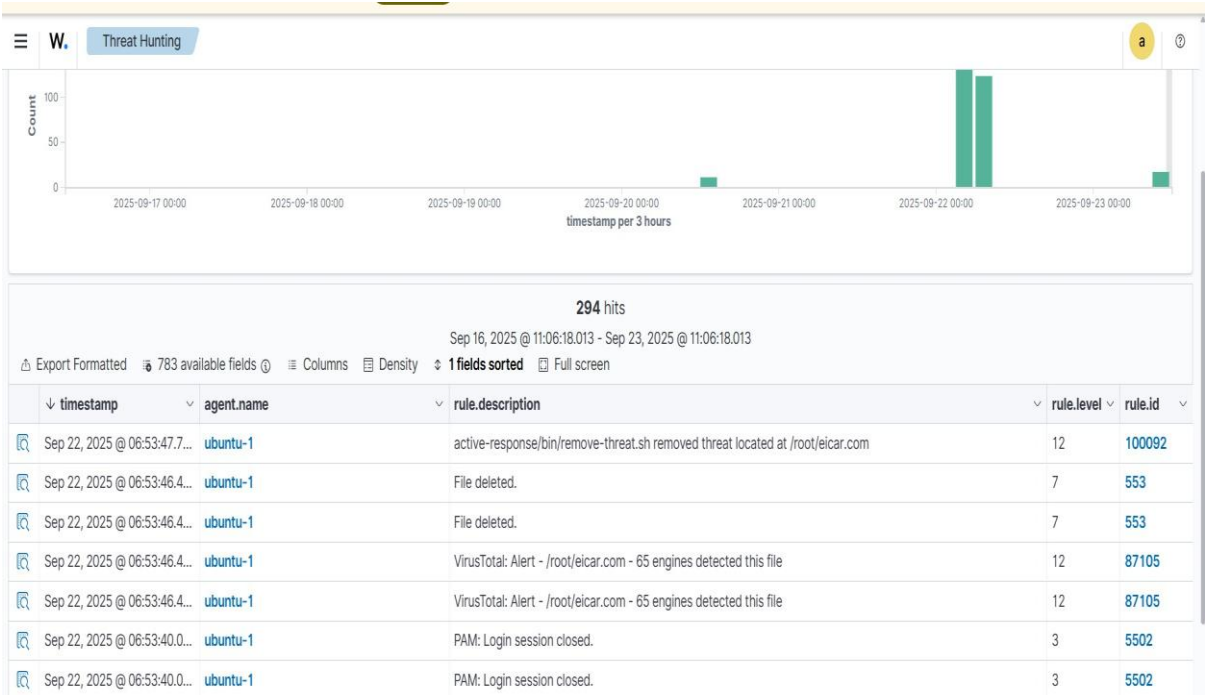 W. Threat Hunting a
Count
100
50
0
2025-09-17 00:00 2025-09-18 00:00 2025-09-19 00:00 2025-09-20 00:00 2025-09-21 00:00 2025-09-22 00:00 2025-09-23 00:00
timestamp per 3 hours
294 hits
Sep 16, 2025 @ 11:06:18.013 - Sep 23, 2025 @ 11:06:18.013
Export Formatted 783 available fields Columns Density 1 fields sorted Full screen
timestamp agent.name rule.description rule.level rule.id
Sep 22, 2025 @ 06:53:47.7... ubuntu-1 active-response/bin/remove-threat.sh removed threat located at /root/eicar.com 12 100092
Sep 22, 2025 @ 06:53:46.4... ubuntu-1 File deleted. 7 553
Sep 22, 2025 @ 06:53:46.4... ubuntu-1 File deleted. 7 553
Sep 22, 2025 @ 06:53:46.4... ubuntu-1 VirusTotal: Alert - /root/eicar.com - 65 engines detected this file 12 87105
Sep 22, 2025 @ 06:53:46.4... ubuntu-1 VirusTotal: Alert - /root/eicar.com - 65 engines detected this file 12 87105
Sep 22, 2025 @ 06:53:40.0... ubuntu-1 PAM: Login session closed. 3 5502
Sep 22, 2025 @ 06:53:40.0... ubuntu-1 PAM: Login session closed. 3 5502